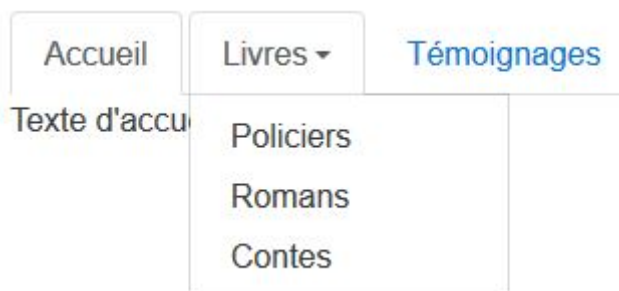 Accueil Livres Témoignages
Texte d'accu
Policiers
Romans
Contes